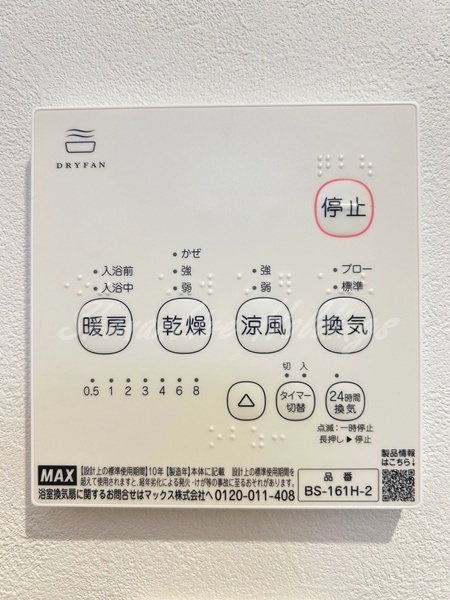 DRYFAN
停止
かぜ
入浴前 強 強 ブロー
入浴中 弱 弱 標準
暖房 乾燥 涼風 換気
切 入
0.5 1 2 3 4 6 8
△ タイマー切替 24時間換気
点滅:一時停止
長押し▶停止
製品情報
はこちら↓
MAX 【設計上の標準使用期間】10年【製造年】本体に記載 設計上の標準使用期間を
超えて使用されますと、経年劣化による発火・けが等の事故に至るおそれがあります。
浴室換気扇に関するお問合せはマックス株式会社へ 0120-011-408
品番
BS-161H-2